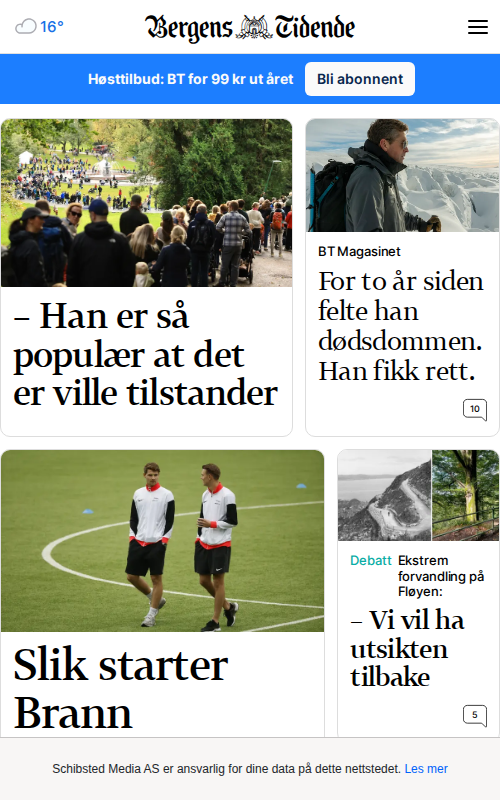 16°
Bergens Tidende
Høsttilbud: BT for 99 kr ut året
Bli abonnent
– Han er så
populær at det
er ville tilstander
BT Magasinet
For to år siden
felte han
dødsdommen.
Han fikk rett.
10
Slik starter
Brann
Debatt Ekstrem
forvandling på
Fløyen:
– Vi vil ha
utsikten
tilbake
5
Schibsted Media AS er ansvarlig for dine data på dette nettstedet. Les mer